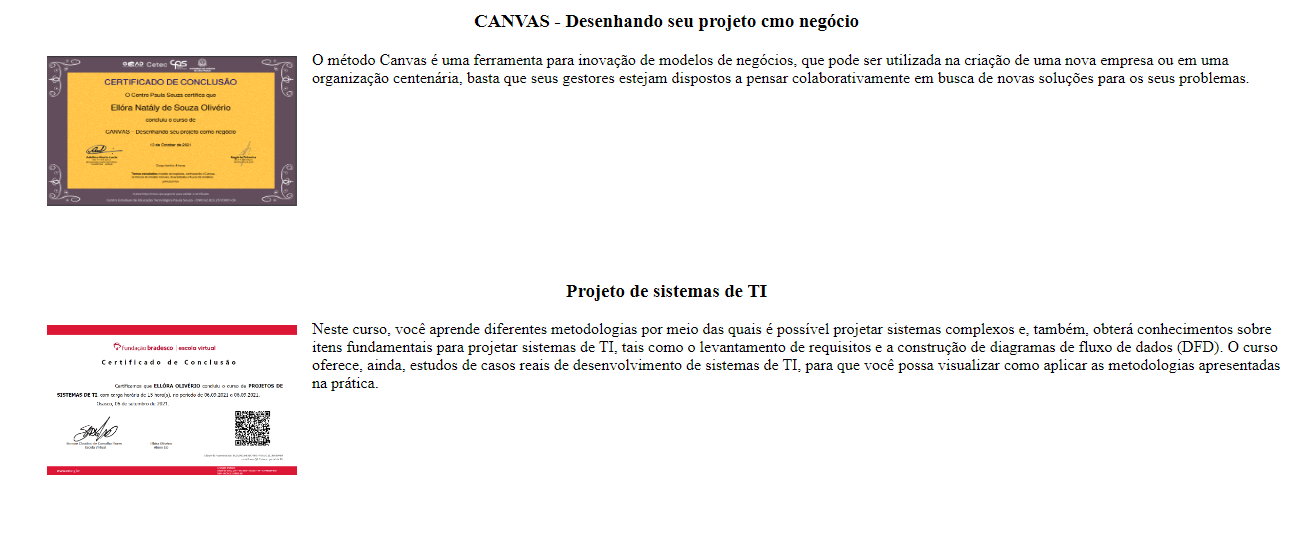 CANVAS - Desenhando seu projeto cmo negócio
O método Canvas é uma ferramenta para inovação de modelos de negócios, que pode ser utilizada na criação de uma nova empresa ou em uma
organização centenária, basta que seus gestores estejam dispostos a pensar colaborativamente em busca de novas soluções para os seus problemas.
Cetec CPS
CERTIFICADO DE CONCLUSÃO
O Centro Paula Souza certifica que
Ellóra Natály de Souza Olivério
concluiu o curso de
CANVAS - Desenhando seu projeto como negócio
13 de October de 2021
Projeto de sistemas de TI
Neste curso, você aprende diferentes metodologias por meio das quais é possível projetar sistemas complexos e, também, obterá conhecimentos sobre
itens fundamentais para projetar sistemas de TI, tais como o levantamento de requisitos e a construção de diagramas de fluxo de dados (DFD). O curso
oferece, ainda, estudos de casos reais de desenvolvimento de sistemas de TI, para que você possa visualizar como aplicar as metodologias apresentadas
na prática.
Fundação bradesco | escola virtual
Certificado de Conclusão
Certificamos que ELLÓRA OLIVÉRIO concluiu o curso de PROJETOS DE
SISTEMAS DE TI, com carga horária de 15 hora(s), no período de 06.09.2021 a 06.09.2021.
Osasco, 06 de setembro de 2021.
Escola Virtual